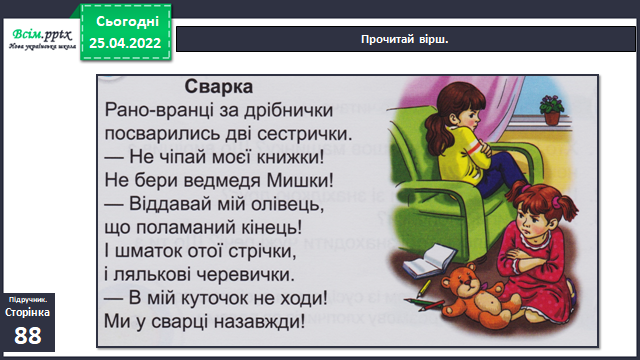 Всім.pptx
Нова українська школа
Сьогодні
25.04.2022
Прочитай вірш.
Сварка
Рано-вранці за дрібнички
посварились дві сестрички.
— Не чіпай моєї книжки!
Не бери ведмедя Мишки!
— Віддавай мій олівець,
що поламаний кінець!
І шматок отої стрічки,
і лялькові черевички.
— В мій куточок не ходи!
Ми у сварці назавжди!
Підручник.
Сторінка
88